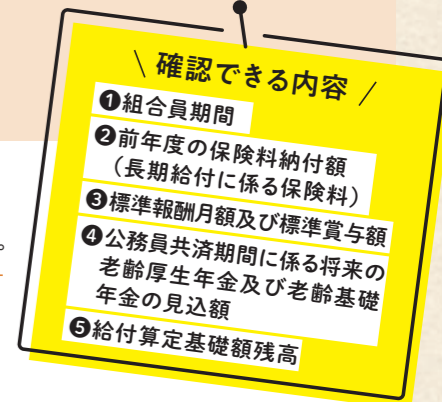 。
\ 確認できる内容 /
❶組合員期間
❷前年度の保険料納付額
（長期給付に係る保険料）
❸標準報酬月額及び標準賞与額
❹公務員共済期間に係る将来の
老齢厚生年金及び老齢基礎
年金の見込額
❺給付算定基礎額残高